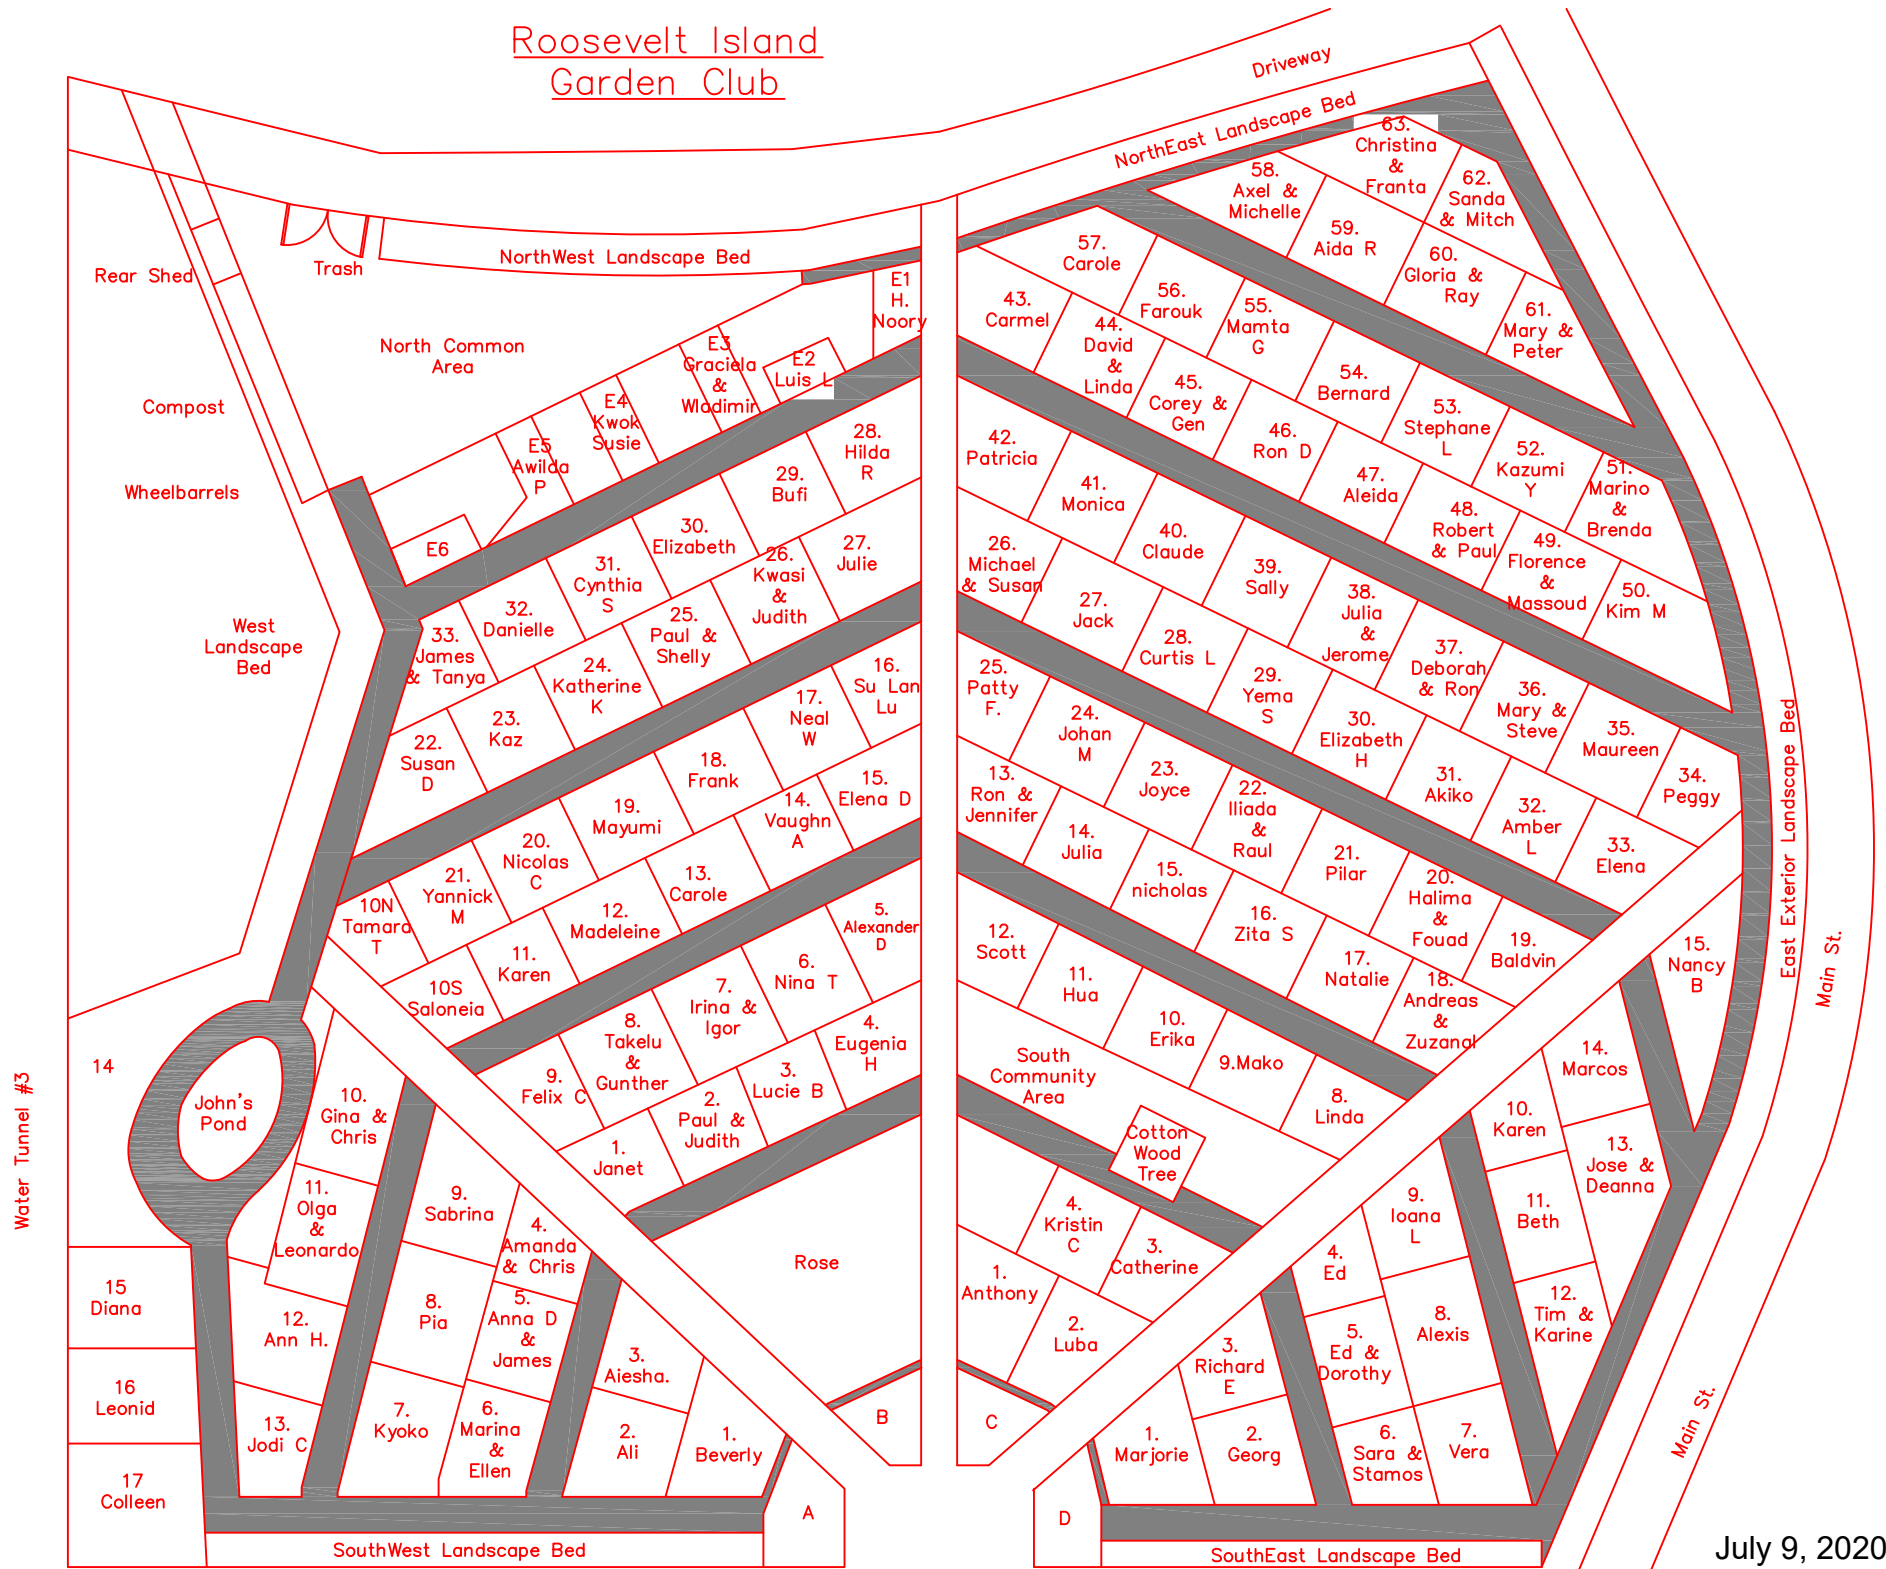 Roosevelt Island
Garden Club
Driveway
NorthEast Landscape Bed
NorthWest Landscape Bed
Rear Shed
Trash
North Common
Area
Compost
Wheelbarrels
West
Landscape
Bed
E1
H.
Noory
E2
Luis L
E3
Graciela
&
Wladimir
E4
Kwok
Susie
E5
Awilda
P
E6
28.
Hilda
R
29.
Bufi
30.
Elizabeth
31.
Cynthia
S
32.
Danielle
33.
James
& Tanya
27.
Julie
26.
Kwasi
&
Judith
25.
Paul &
Shelly
24.
Katherine
K
23.
Kaz
22.
Susan
D
16.
Su Lan
Lu
17.
Neal
W
18.
Frank
19.
Mayumi
20.
Nicolas
C
21.
Yannick
M
10N
Tamara
T
15.
Elena D
14.
Vaughn
A
13.
Carole
12.
Madeleine
11.
Karen
10S
Saloneia
5.
Alexander
D
6.
Nina T
7.
Irina &
Igor
8.
Takelu
&
Gunther
9.
Felix C
4.
Eugenia
H
3.
Lucie B
2.
Paul &
Judith
1.
Janet
Rose
B
63.
Christina
&
Franta
62.
Sanda
& Mitch
58.
Axel &
Michelle
59.
Aida R
60.
Gloria &
Ray
61.
Mary &
Peter
57.
Carole
56.
Farouk
55.
Mamta
G
54.
Bernard
53.
Stephane
L
52.
Kazumi
Y
51.
Marino
&
Brenda
43.
Carmel
44.
David
&
Linda
45.
Corey &
Gen
46.
Ron D
47.
Aleida
48.
Robert
& Paul
49.
Florence
&
Massoud
50.
Kim M
42.
Patricia
41.
Monica
40.
Claude
39.
Sally
38.
Julia
&
Jerome
37.
Deborah
& Ron
36.
Mary &
Steve
35.
Maureen
34.
Peggy
26.
Michael
& Susan
27.
Jack
28.
Curtis L
29.
Yema
S
30.
Elizabeth
H
31.
Akiko
32.
Amber
L
33.
Elena
25.
Patty
F.
24.
Johan
M
23.
Joyce
22.
Iliada
&
Raul
21.
Pilar
20.
Halima
&
Fouad
19.
Baldvin
13.
Ron &
Jennifer
14.
Julia
15.
nicholas
16.
Zita S
17.
Natalie
18.
Andreas
&
Zuzanal
12.
Scott
11.
Hua
10.
Erika
9.Mako
8.
Linda
South
Community
Area
Cotton
Wood
Tree
4.
Kristin
C
3.
Catherine
1.
Anthony
2.
Luba
C
Water Tunnel #3
14
John's
Pond
15
Diana
16
Leonid
17
Colleen
10.
Gina &
Chris
11.
Olga
&
Leonardo
12.
Ann H.
13.
Jodi C
9.
Sabrina
8.
Pia
7.
Kyoko
4.
Amanda
& Chris
5.
Anna D
&
James
6.
Marina
&
Ellen
3.
Aiesha.
2.
Ali
1.
Beverly
A
SouthWest Landscape Bed
15.
Nancy
B
14.
Marcos
13.
Jose &
Deanna
10.
Karen
11.
Beth
12.
Tim &
Karine
9.
Ioana
L
8.
Alexis
7.
Vera
4.
Ed
5.
Ed &
Dorothy
6.
Sara &
Stamos
3.
Richard
E
2.
Georg
1.
Marjorie
D
SouthEast Landscape Bed
East Exterior Landscape Bed
Main St.
Main St.
July 9, 2020